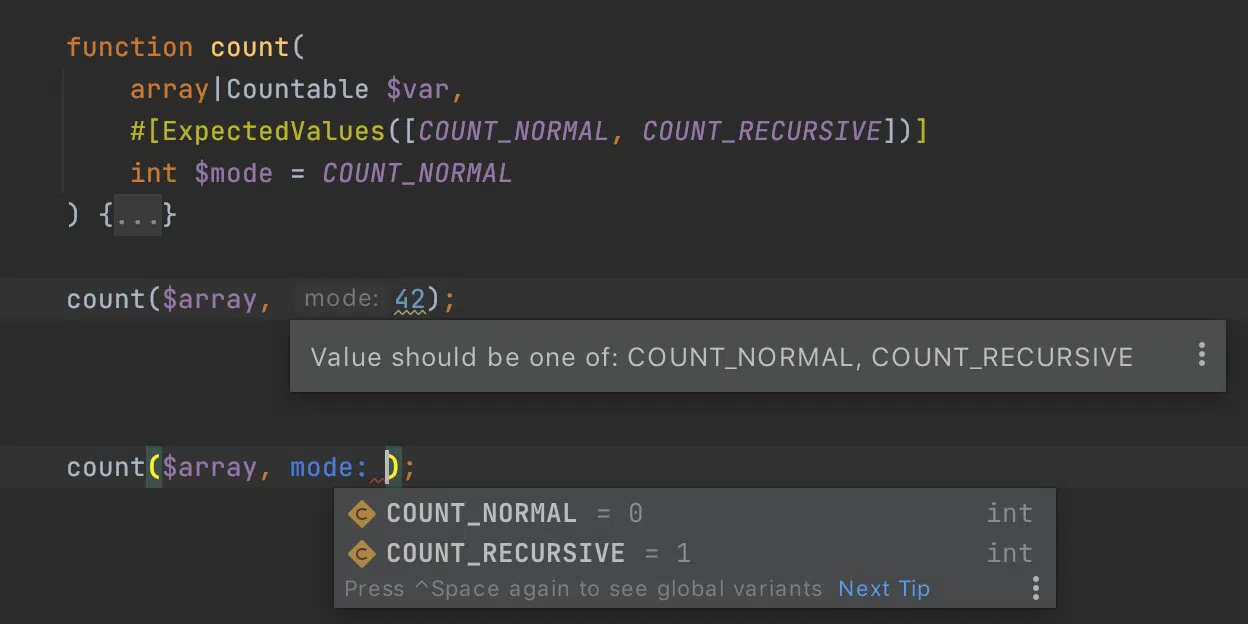 function count(
array|Countable $var,
#[ExpectedValues([COUNT_NORMAL, COUNT_RECURSIVE])]
int $mode = COUNT_NORMAL
) {...}
count($array, mode: 42);
Value should be one of: COUNT_NORMAL, COUNT_RECURSIVE
count($array, mode: );
C COUNT_NORMAL = 0 int
C COUNT_RECURSIVE = 1 int
Press ^Space again to see global variants Next Tip